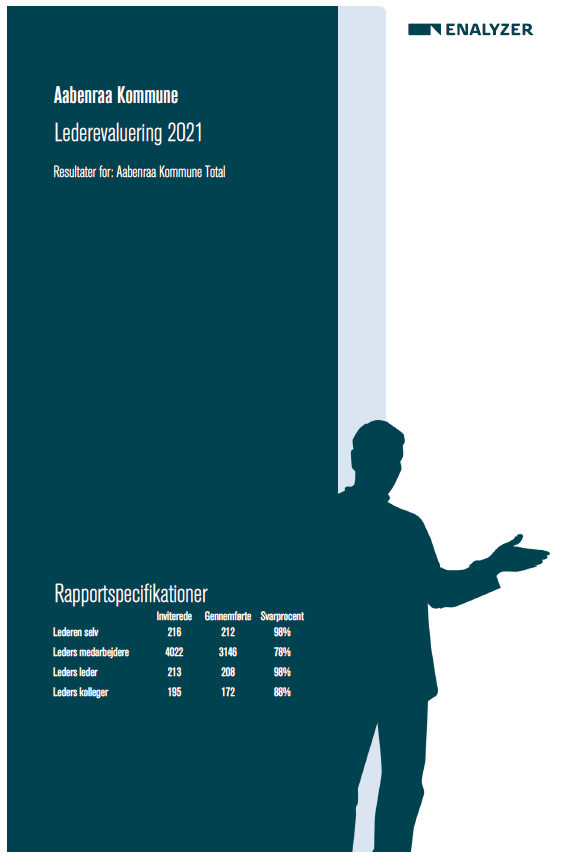 ENALYZER
Aabenraa Kommune
Lederevaluering 2021
Resultater for: Aabenraa Kommune Total
Rapportspecifikationer
Inviterede Gennemførte Svarprocent
Lederen selv 216 212 98%
Leders medarbejdere 4022 3146 78%
Leders leder 213 208 98%
Leders kolleger 195 172 88%